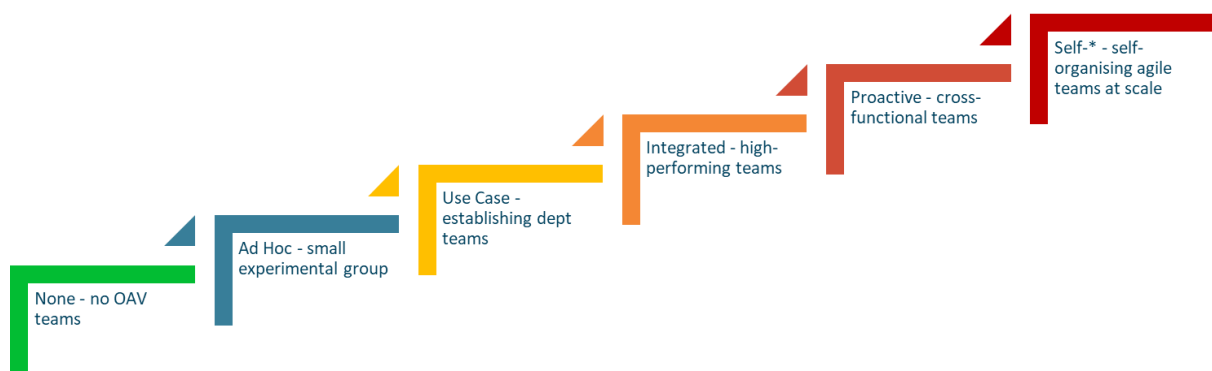 None - no OAV
teams
Ad Hoc - small
experimental group
Use Case -
establishing dept
teams
Integrated - high-
performing teams
Proactive - cross-
functional teams
Self-* - self-
organising agile
teams at scale